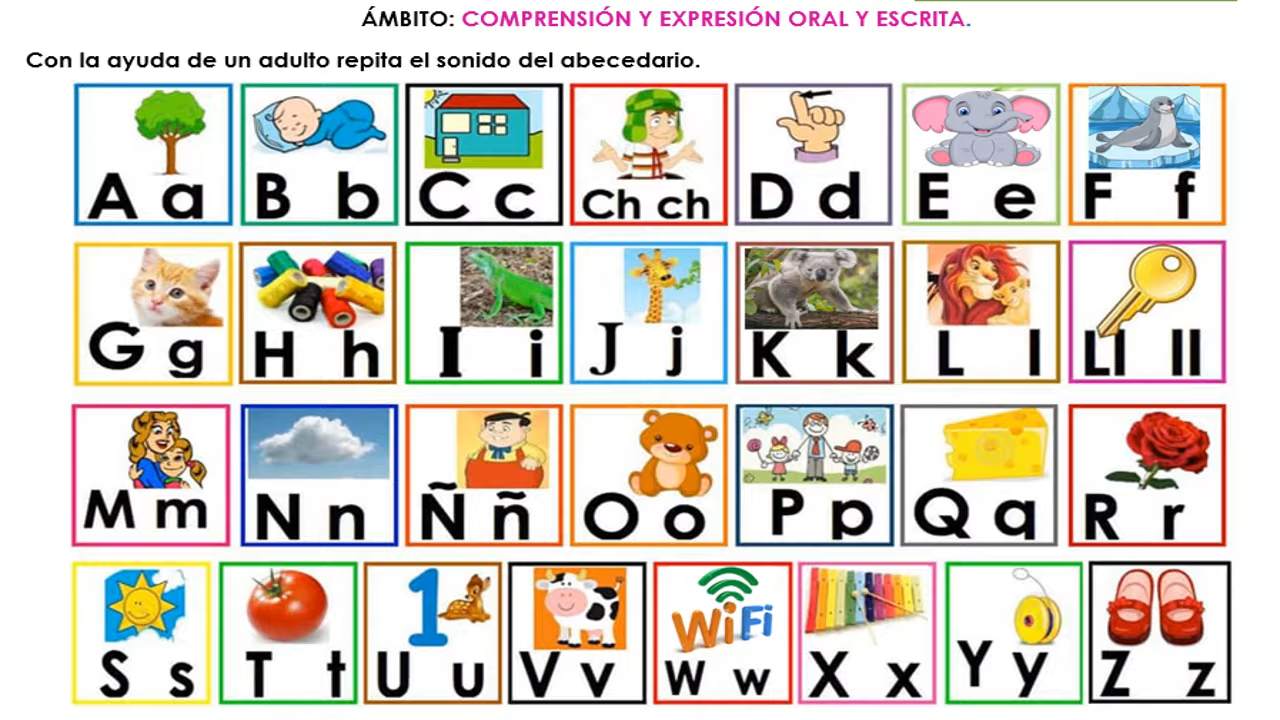 ÁMBITO: COMPRENSIÓN Y EXPRESIÓN ORAL Y ESCRITA.
Con la ayuda de un adulto repita el sonido del abecedario.
A a B b C c Ch ch D d E e F f
G g H h I i J j K k L l Ll ll
M m N n Ñ ñ O o P p Q q R r
1 WiFi
S s T t U u V v W w X x Y y Z z